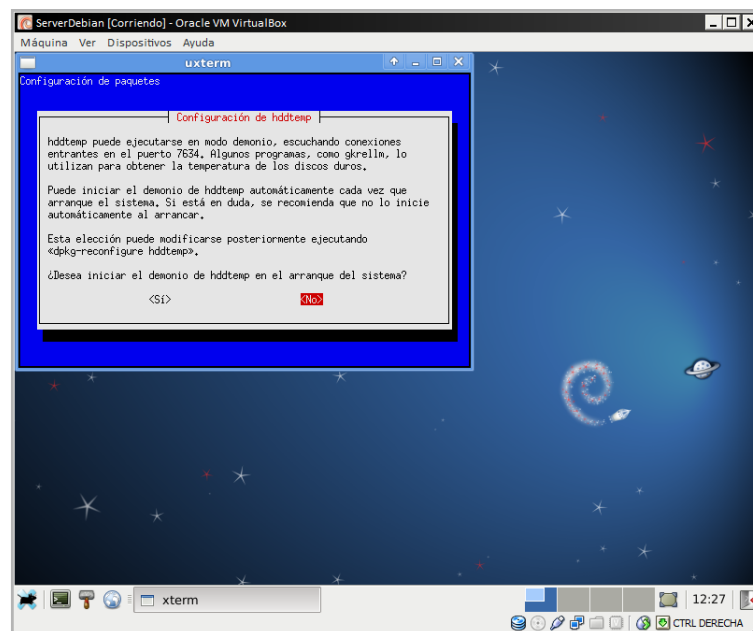 ServerDebian [Corriendo] - Oracle VM VirtualBox
Máquina Ver Dispositivos Ayuda
uxterm
Configuración de paquetes
Configuración de hddtemp
hddtemp puede ejecutarse en modo demonio, escuchando conexiones
entrantes en el puerto 7634. Algunos programas, como gkrellm, lo
utilizan para obtener la temperatura de los discos duros.
Puede iniciar el demonio de hddtemp automáticamente cada vez que
arranque el sistema. Si está en duda, se recomienda que no lo inicie
automáticamente al arrancar.
Esta elección puede modificarse posteriormente ejecutando
«dpkg-reconfigure hddtemp».
¿Desea iniciar el demonio de hddtemp en el arranque del sistema?
<Sí> <No>
xterm
12:27
CTRL DERECHA